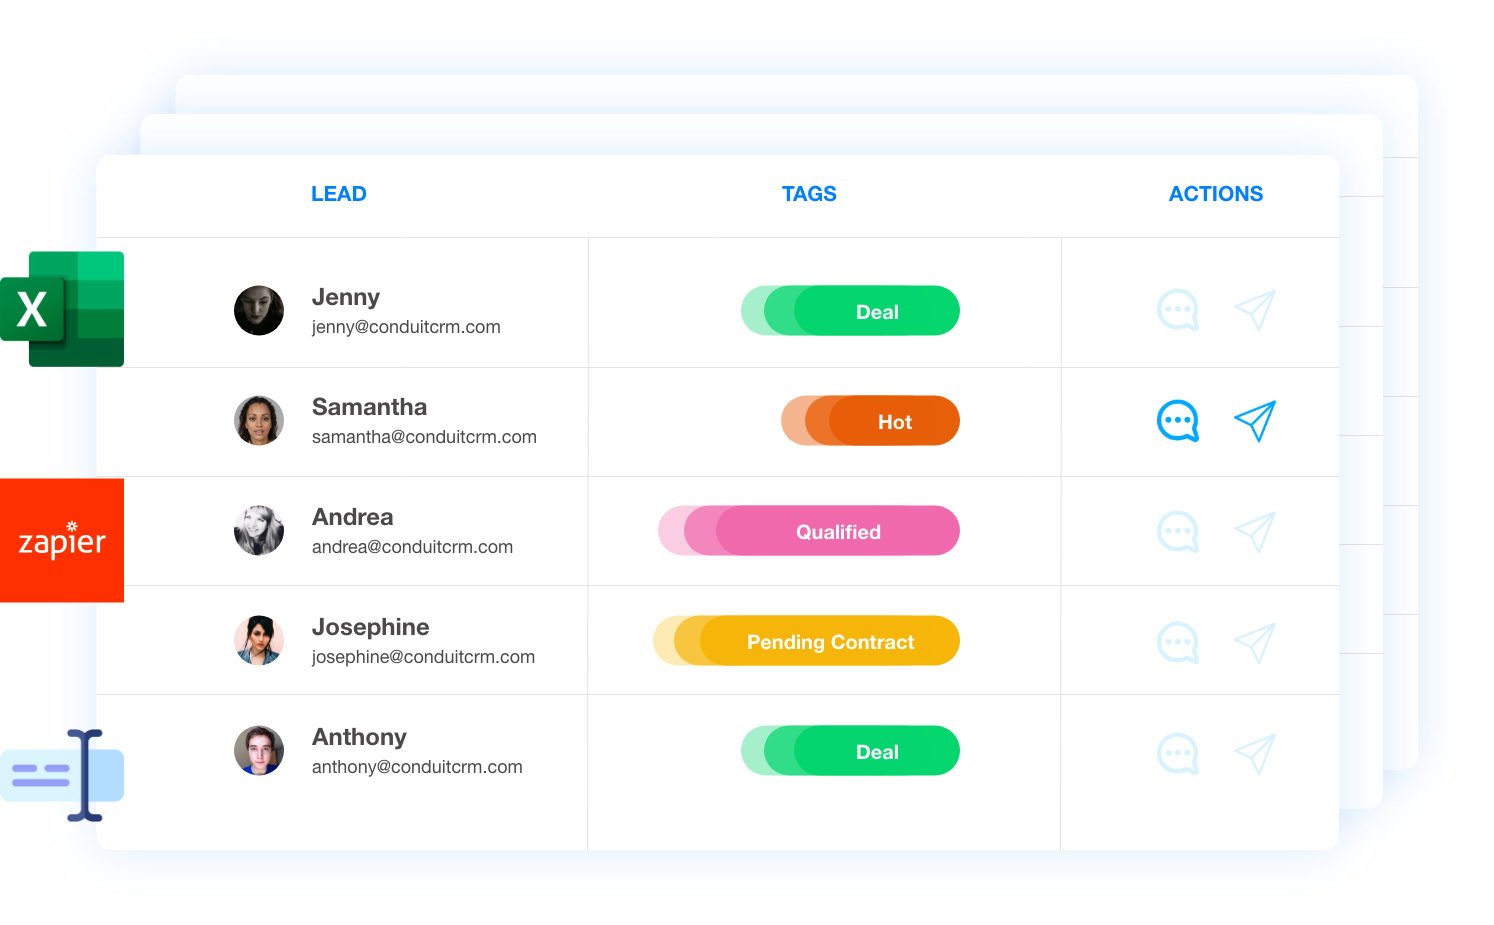 LEAD TAGS ACTIONS
X
Jenny
jenny@conduitcrm.com
Deal
Samantha
samantha@conduitcrm.com
Hot
zapier
Andrea
andrea@conduitcrm.com
Qualified
Josephine
josephine@conduitcrm.com
Pending Contract
Anthony
anthony@conduitcrm.com
Deal